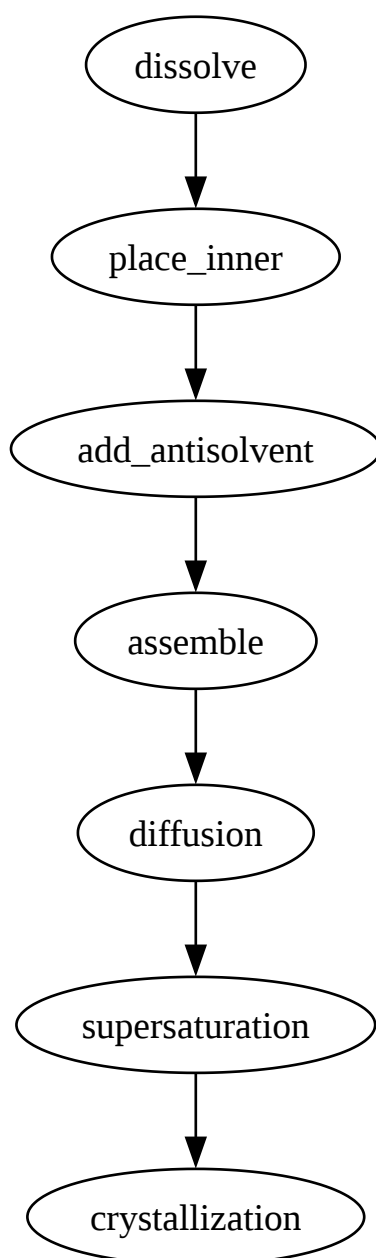 dissolve
place_inner
add_antisolvent
assemble
diffusion
supersaturation
crystallization